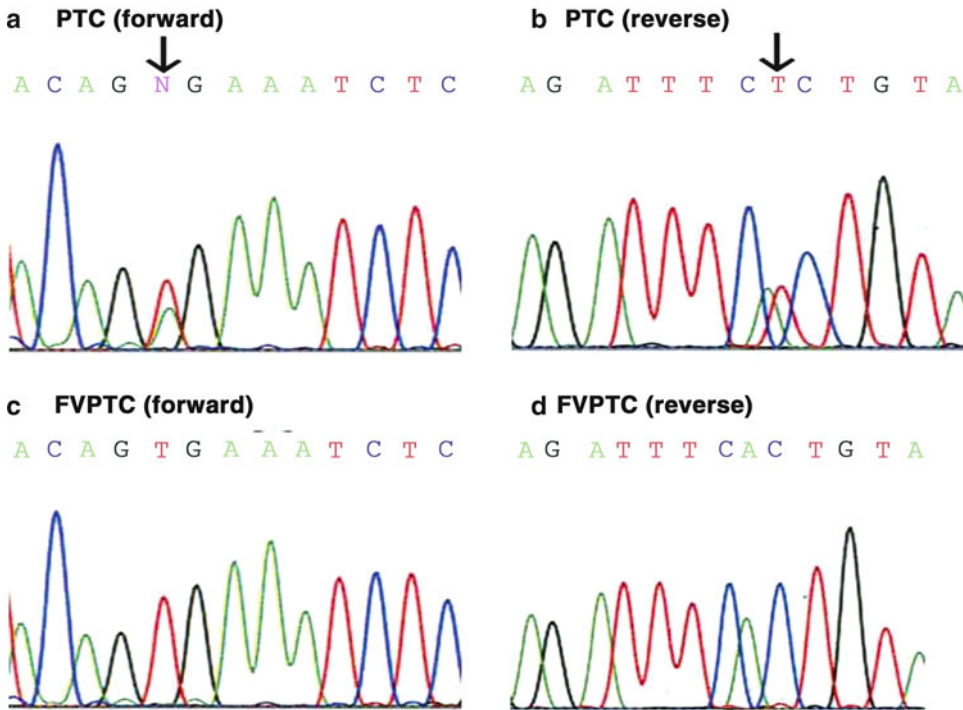 a PTC (forward)
A C A G N G A A A T C T C
b PTC (reverse)
A G A T T T C T C T G T A
c FVPTC (forward)
A C A G T G A A A T C T C
d FVPTC (reverse)
A G A T T T C A C T G T A